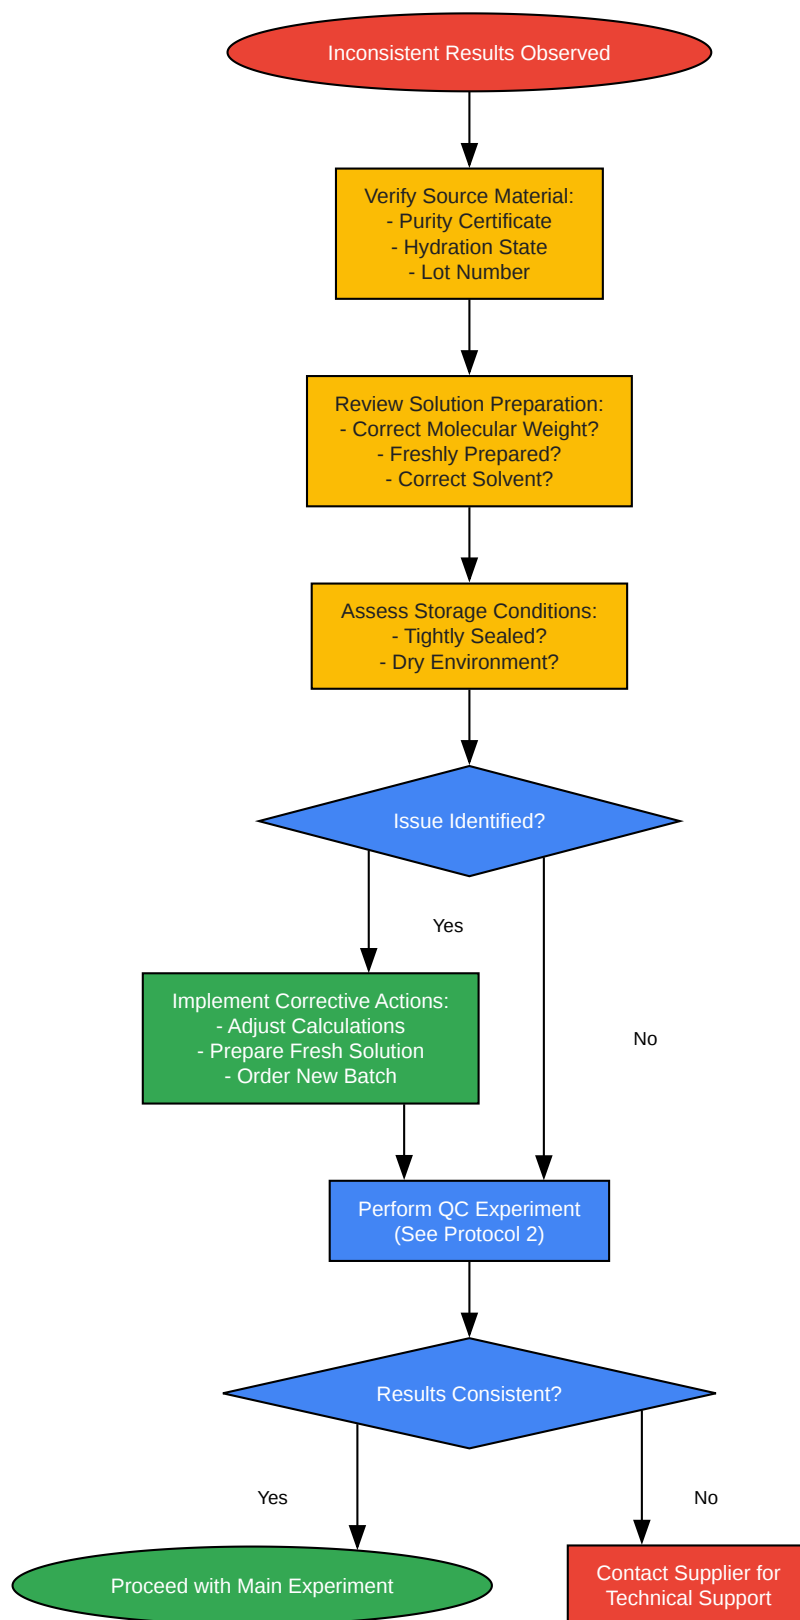 Inconsistent Results Observed
Verify Source Material:
- Purity Certificate
- Hydration State
- Lot Number
Review Solution Preparation:
- Correct Molecular Weight?
- Freshly Prepared?
- Correct Solvent?
Assess Storage Conditions:
- Tightly Sealed?
- Dry Environment?
Issue Identified?
Yes
Implement Corrective Actions:
- Adjust Calculations
- Prepare Fresh Solution
- Order New Batch
No
Perform QC Experiment
(See Protocol 2)
Results Consistent?
Yes
No
Proceed with Main Experiment
Contact Supplier for
Technical Support